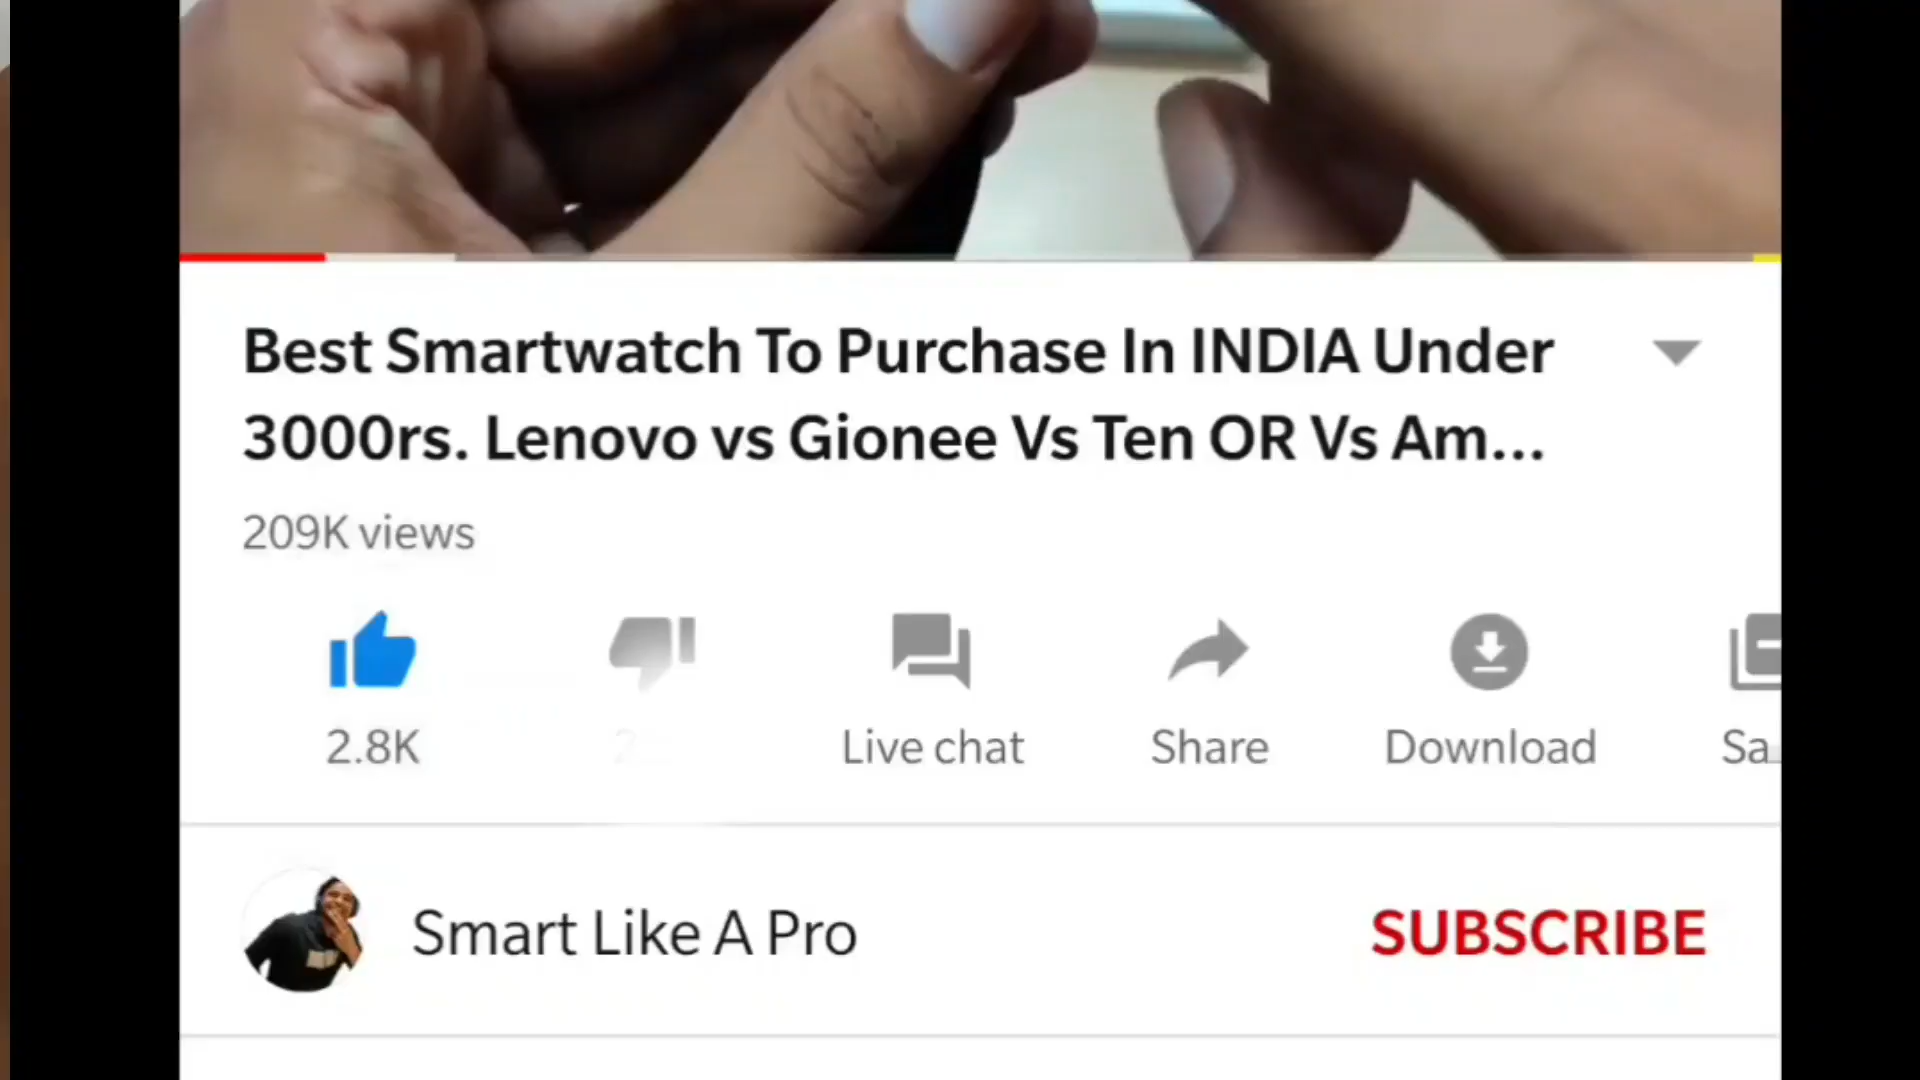 Best Smartwatch To Purchase In INDIA Under
3000rs. Lenovo vs Gionee Vs Ten OR Vs Am...
209K views
2.8K
Live chat
Share
Download
Smart Like A Pro
SUBSCRIBE